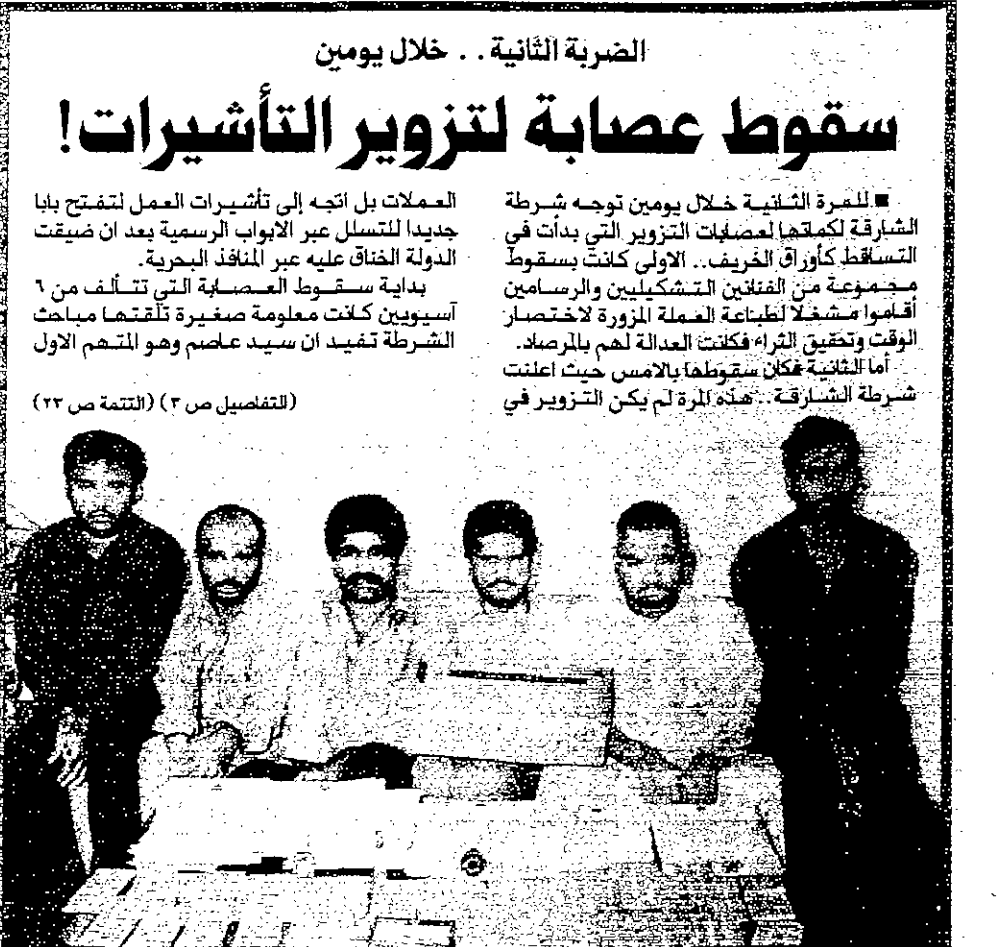 الضربة الثانية . . خلال يومين
سقوط عصابة لتزوير التأشيرات!
■ للمرة الثانية خلال يومين توجه شرطة
الشارقة لكماتها لعصابات التزوير التي بدأت في
التساقط كأوراق الخريف.. الاولى كانت بسقوط
مجموعة من الفنانين التشكيليين والرسامين
أقاموا مشغلا لطباعة العملة المزورة لاختصار
الوقت وتحقيق الثراء فكانت العدالة لهم بالمرصاد.
أما الثانية فكان سقوطها بالامس حيث اعلنت
شرطة الشارقة.. هذه المرة لم يكن التزوير في
العملات بل اتجه إلى تأشيرات العمل لتفتح بابا
جديدا للتسلل عبر الابواب الرسمية بعد ان ضيقت
الدولة الخناق عليه عبر المنافذ البحرية.
بداية سقوط العصابة التي تتألف من ٦
آسيويين كانت معلومة صغيرة تلقتها مباحث
الشرطة تفيد ان سيد عاصم وهو المتهم الاول
(التفاصيل ص ٣) (التتمة ص ٢٣)